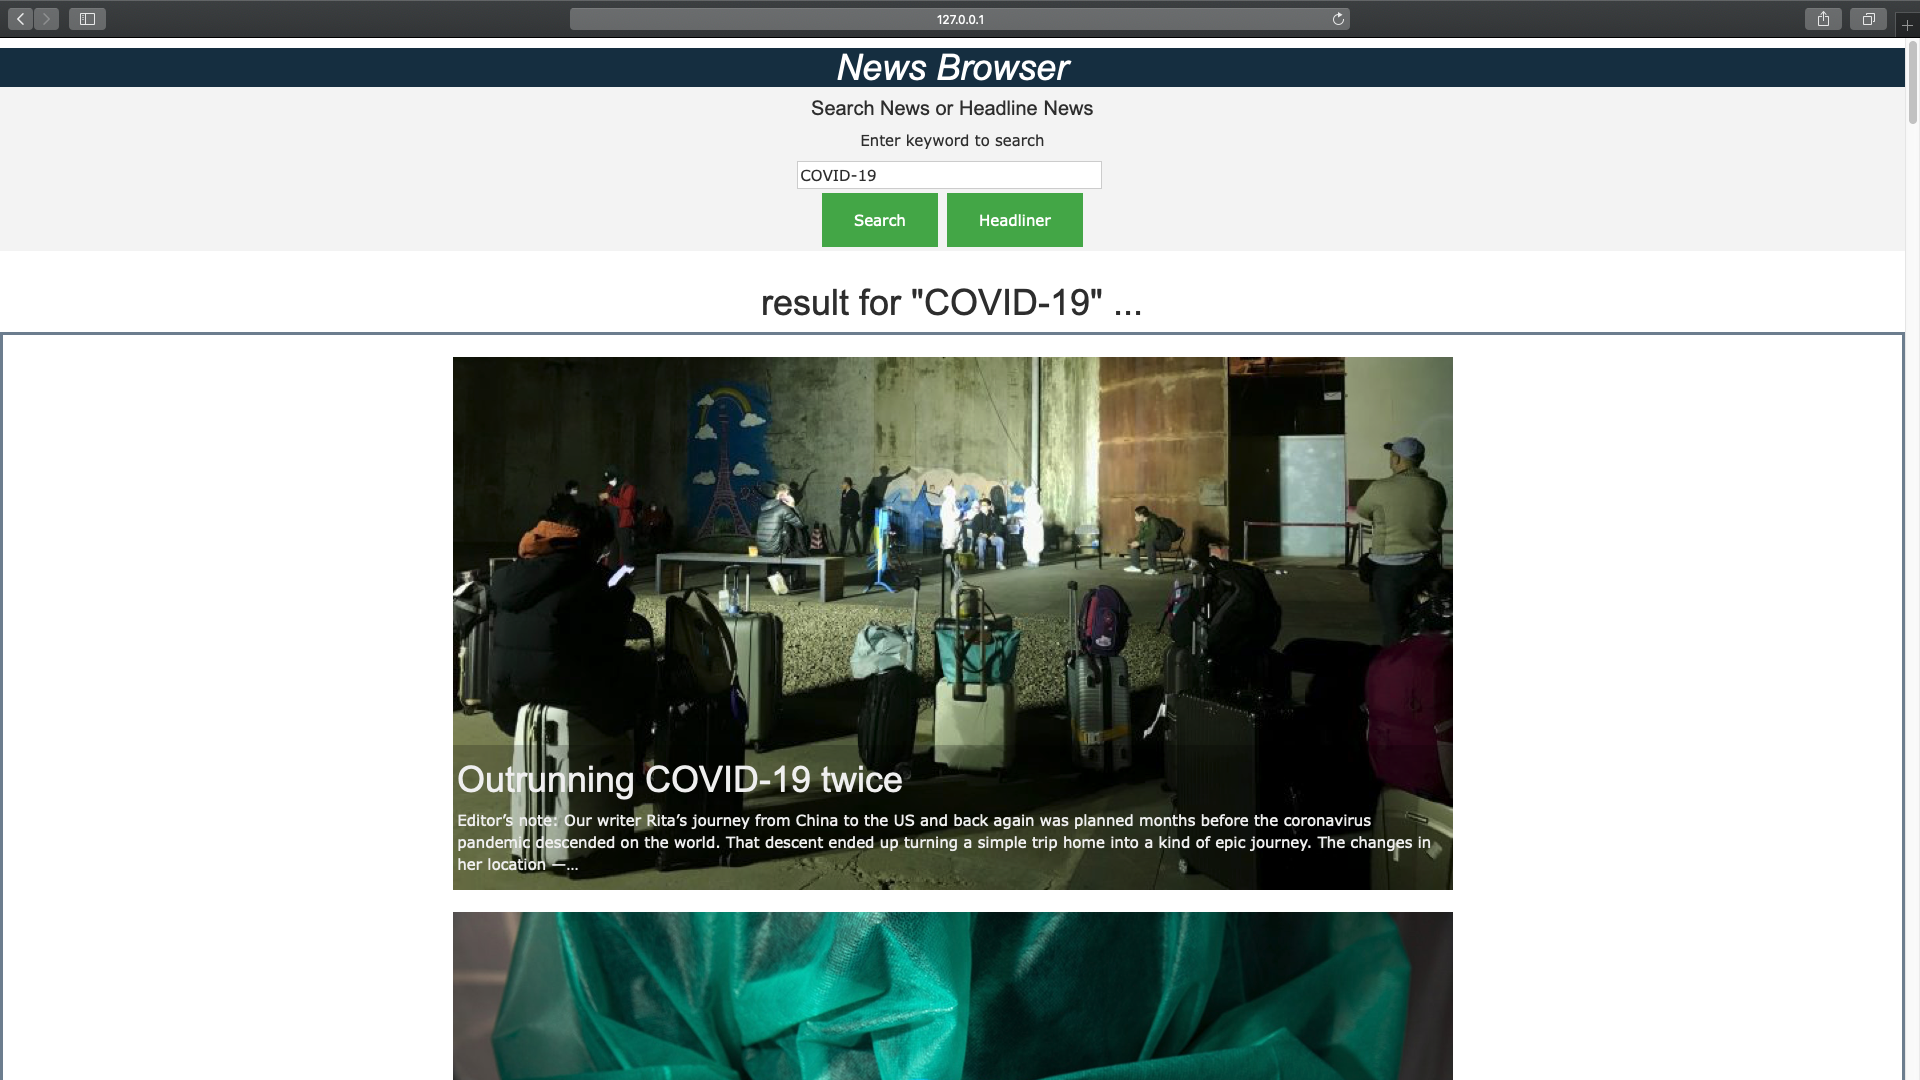 127.0.0.1
News Browser
Search News or Headline News
Enter keyword to search
COVID-19
Search Headliner
result for "COVID-19" ...
Outrunning COVID-19 twice
Editor’s note: Our writer Rita’s journey from China to the US and back again was planned months before the coronavirus
pandemic descended on the world. That descent ended up turning a simple trip home into a kind of epic journey. The changes in
her location —...